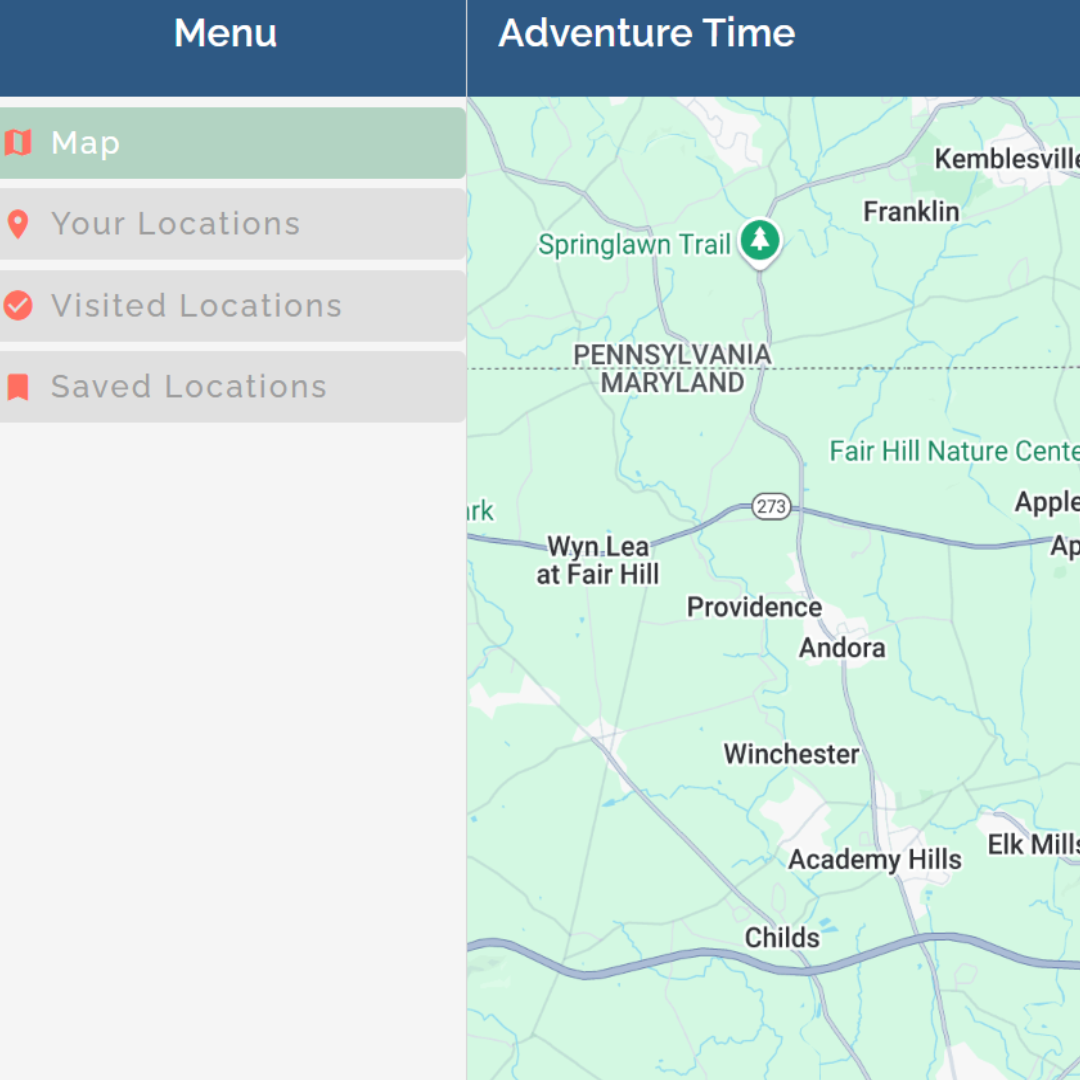 Menu
Adventure Time
Map
Your Locations
Visited Locations
Saved Locations
Kemblesville
Franklin
Springlawn Trail
PENNSYLVANIA
MARYLAND
Fair Hill Nature Cente
Apple
273
ark
Wyn Lea
at Fair Hill
Ap
Providence
Andora
Winchester
Elk Mills
Academy Hills
Childs